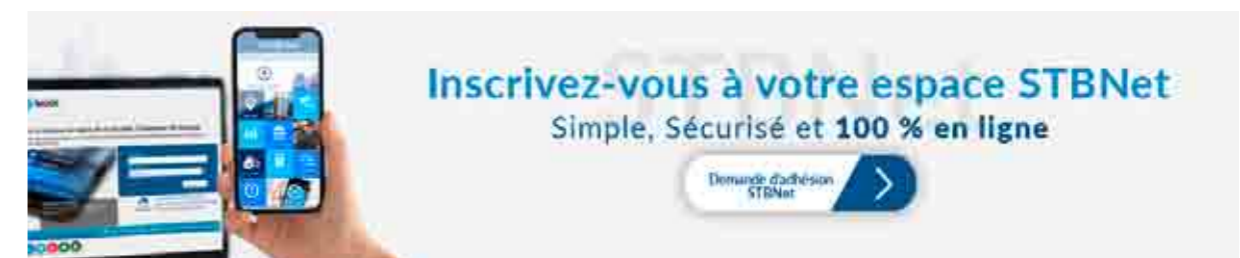 Inscrivez-vous à votre espace STBNet
Simple, Sécurisé et 100 % en ligne
Demande d'adhésion
STBNet